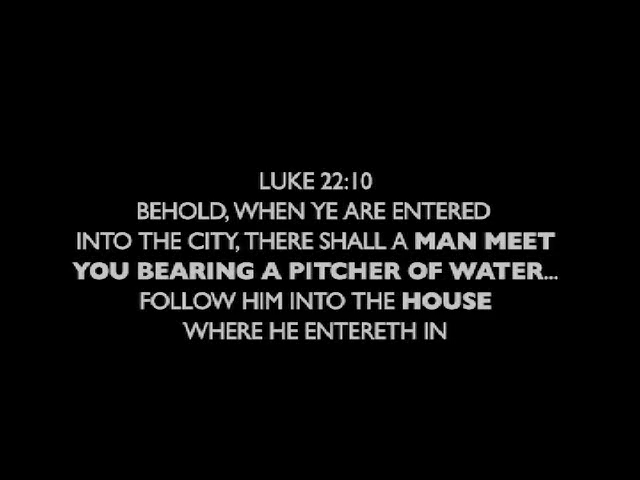 LUKE 22:10
BEHOLD, WHEN YE ARE ENTERED
INTO THE CITY, THERE SHALL A MAN MEET
YOU BEARING A PITCHER OF WATER...
FOLLOW HIM INTO THE HOUSE
WHERE HE ENTERETH IN